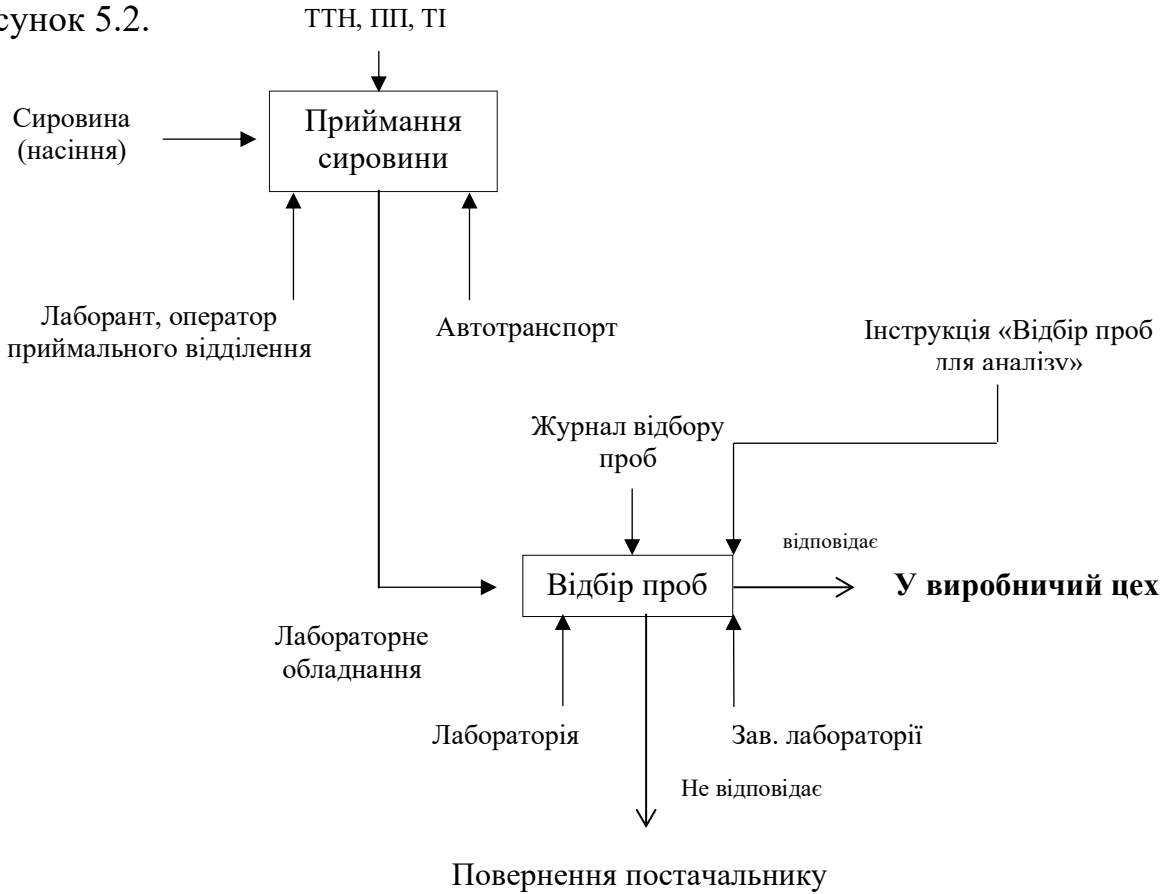 сунок 5.2.
ТТН, ПП, ТІ
Сировина
(насіння)
Приймання
сировини
Лаборант, оператор
приймального відділення
Автотранспорт
Інструкція «Відбір проб
для аналізу»
Журнал відбору
проб
відповідає
Відбір проб
У виробничий цех
Лабораторне
обладнання
Лабораторія
Зав. лабораторії
Не відповідає
Повернення постачальнику